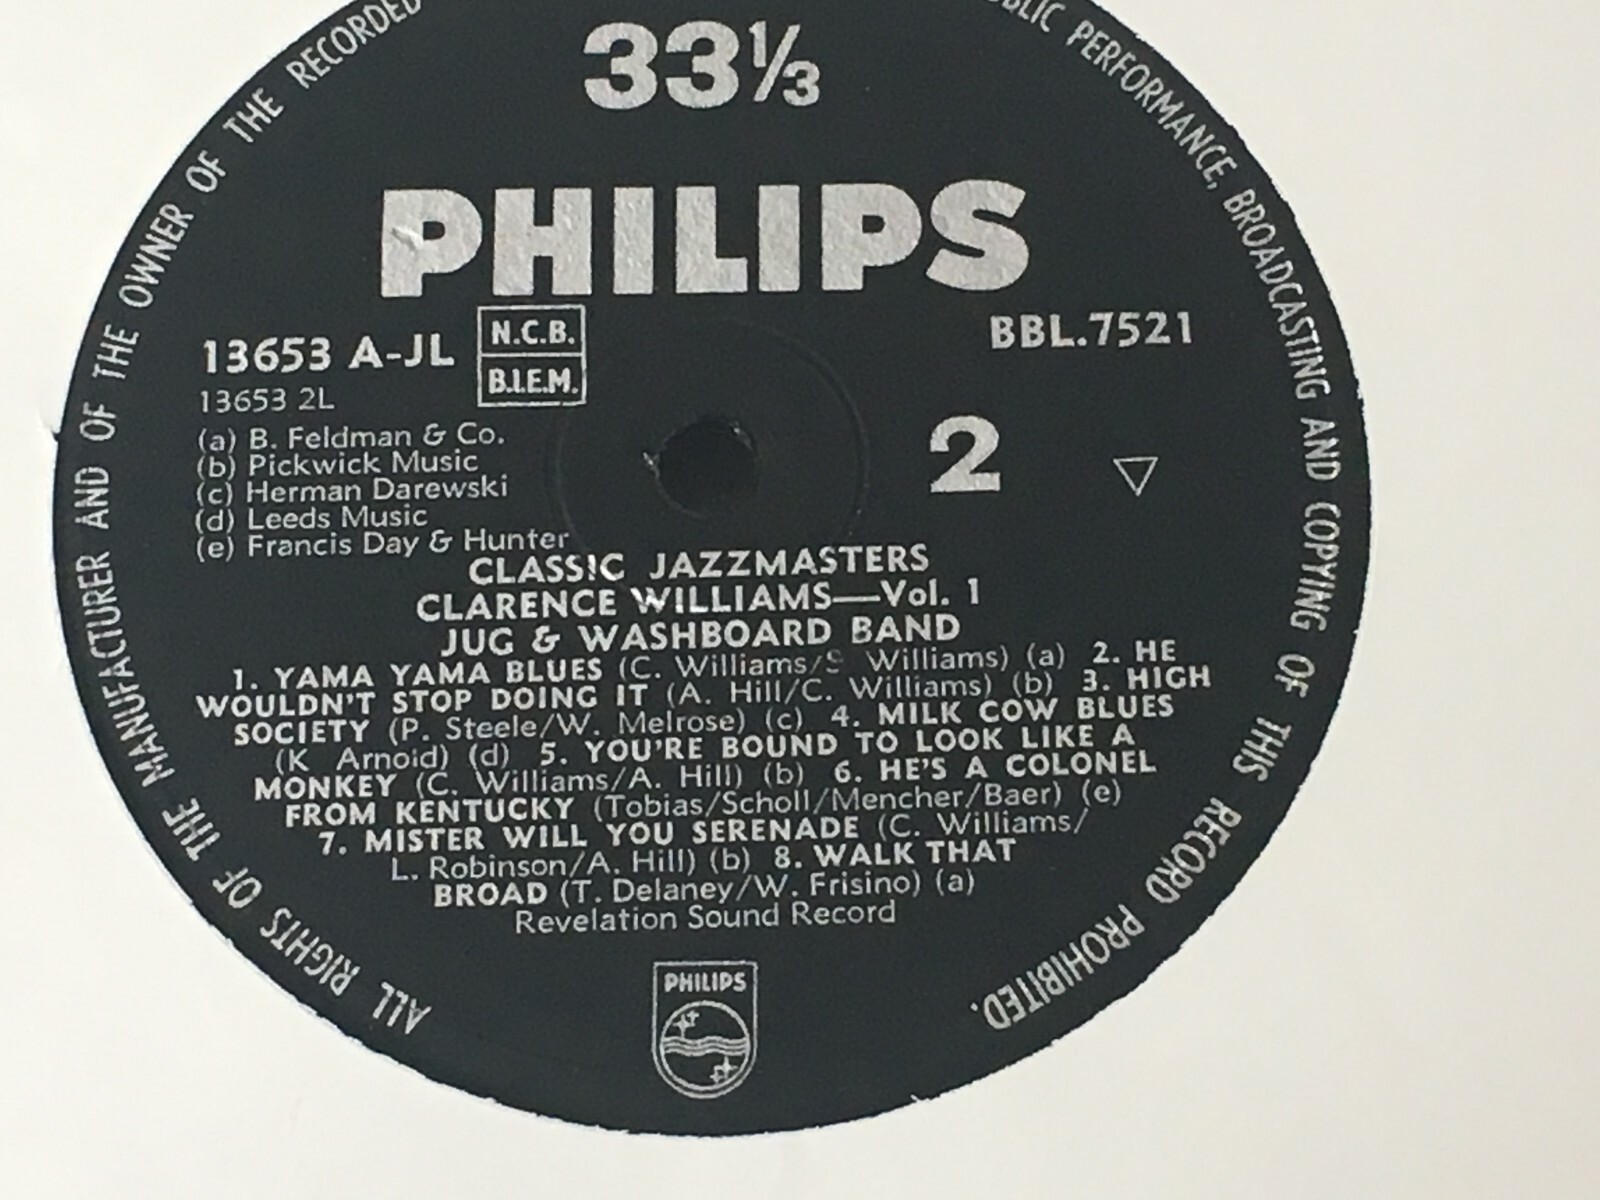 33⅓
PHILIPS
13653 A-JL
N.C.B.
B.I.E.M.
BBL.7521
13653 2L
(a) B. Feldman & Co.
(b) Pickwick Music
(c) Herman Darewski
(d) Leeds Music
(e) Francis Day & Hunter
2
CLASSIC JAZZMASTERS
CLARENCE WILLIAMS—Vol. 1
JUG & WASHBOARD BAND
1. YAMA YAMA BLUES (C. Williams/S Williams) (a) 2. HE
WOULDN'T STOP DOING IT (A. Hill/C. Williams) (b) 3. HIGH
SOCIETY (P. Steele/W. Melrose) (c) 4. MILK COW BLUES
(K Arnold) (d) 5. YOU'RE BOUND TO LOOK LIKE A
MONKEY (C. Williams/A. Hill) (b) 6. HE'S A COLONEL
FROM KENTUCKY (Tobias/Scholl/Mencher/Baer) (e)
7. MISTER WILL YOU SERENADE (C. Williams/
L. Robinson/A. Hill) (b) 8. WALK THAT
BROAD (T. Delaney/W. Frisino) (a)
Revelation Sound Record
PHILIPS
ALL RIGHTS OF THE MANUFACTURER AND OF THE OWNER OF THE RECORDED
PERFORMANCE, BROADCASTING AND COPYING OF THIS RECORD PROHIBITED.